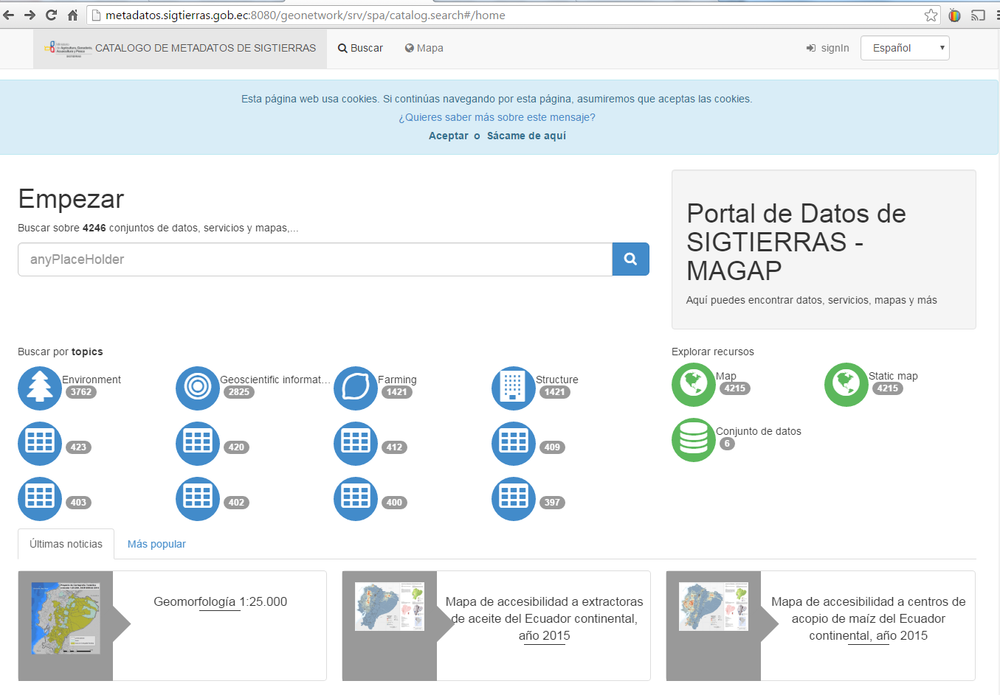 metadatos.sigtierras.gob.ec:8080/geonetwork/srv/spa/catalog.search#/home
CATALOGO DE METADATOS DE SIGTIERRAS
Buscar
Mapa
signIn
Español
Esta página web usa cookies. Si continúas navegando por esta página, asumiremos que aceptas las cookies.
¿Quieres saber más sobre este mensaje?
Aceptar o Sácame de aquí
Empezar
Buscar sobre 4246 conjuntos de datos, servicios y mapas,...
anyPlaceHolder
Portal de Datos de
SIGTIERRAS -
MAGAP
Aquí puedes encontrar datos, servicios, mapas y más
Buscar por topics
Environment
3762
Geoscientific informat...
2825
Farming
1421
Structure
1421
423
420
412
409
403
402
400
397
Explorar recursos
Map
4215
Static map
4215
Conjunto de datos
6
Últimas noticias
Más popular
Geomorfología 1:25.000
Mapa de accesibilidad a extractoras
de aceite del Ecuador continental,
año 2015
Mapa de accesibilidad a centros de
acopio de maíz del Ecuador
continental, año 2015